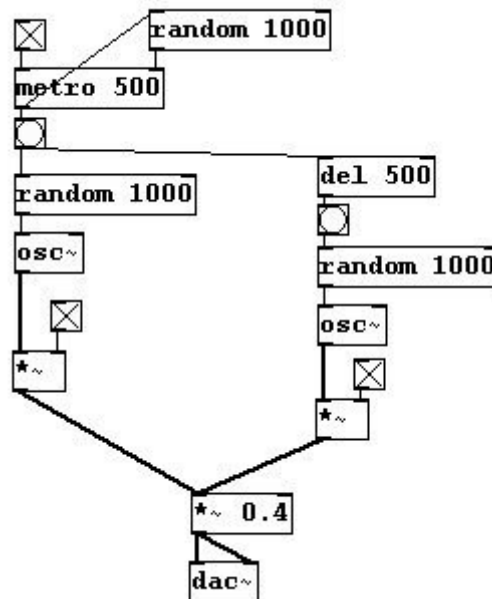 random 1000
metro 500
del 500
random 1000
osc~
random 1000
osc~
*~
*~
*~ 0.4
dac~